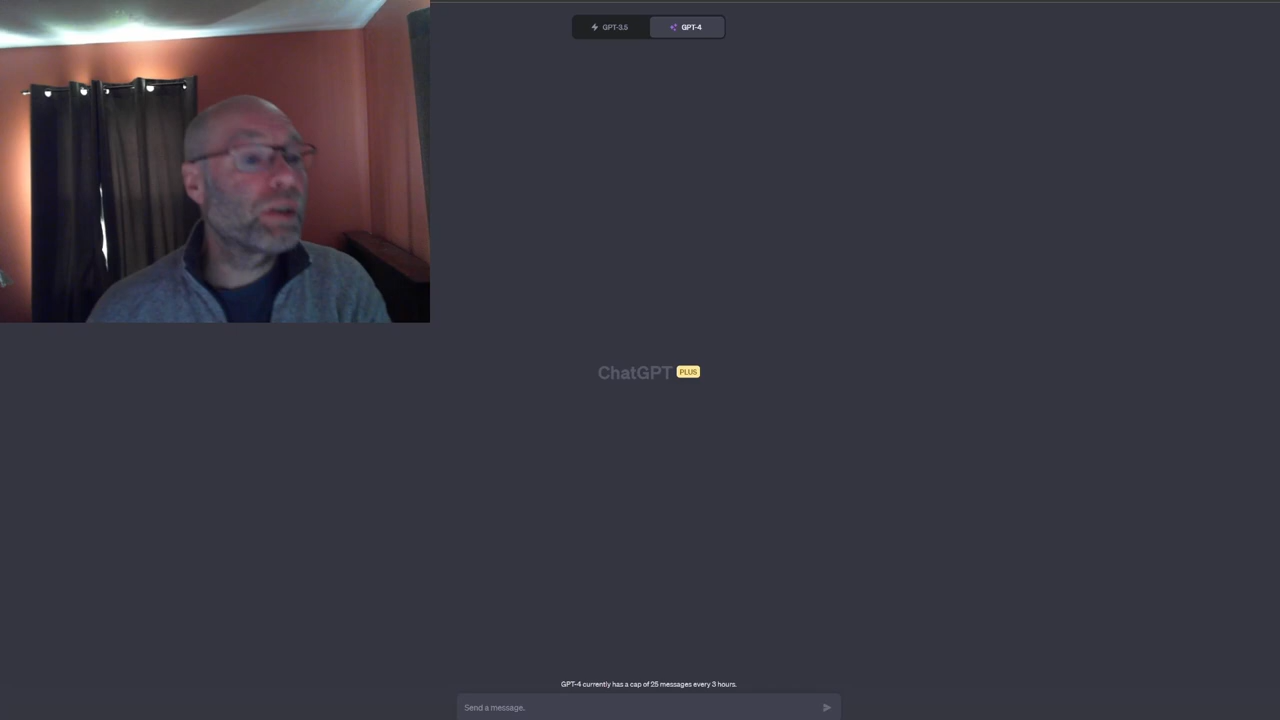 GPT-3.5
GPT-4
ChatGPT PLUS
GPT-4 currently has a cap of 25 messages every 3 hours.
Send a message.